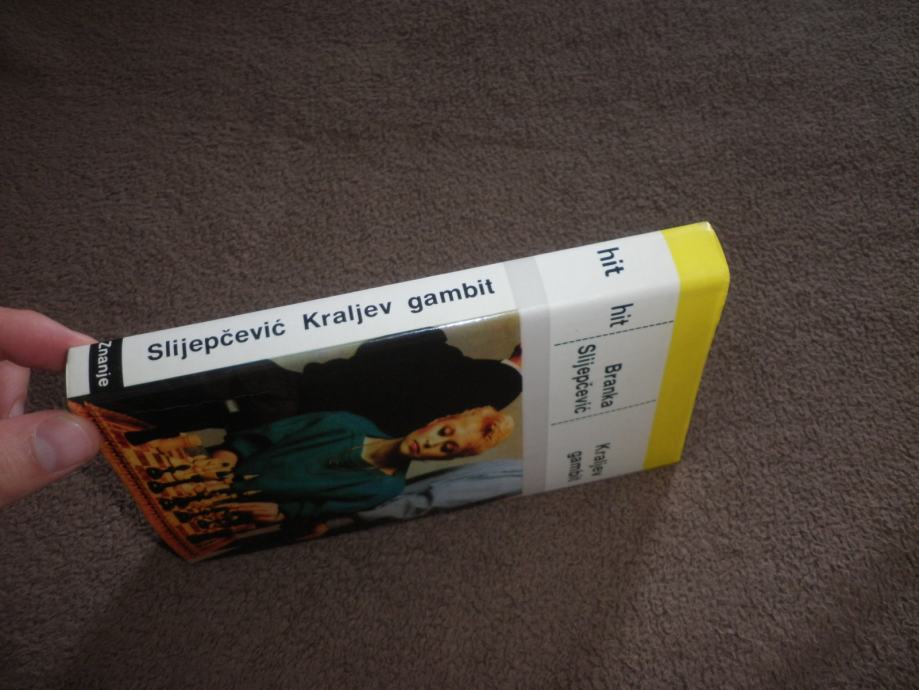 Slijepčević Kraljev gambit
Znanje
hit hit
Branka
Slijepčević
Kraljev
gambit